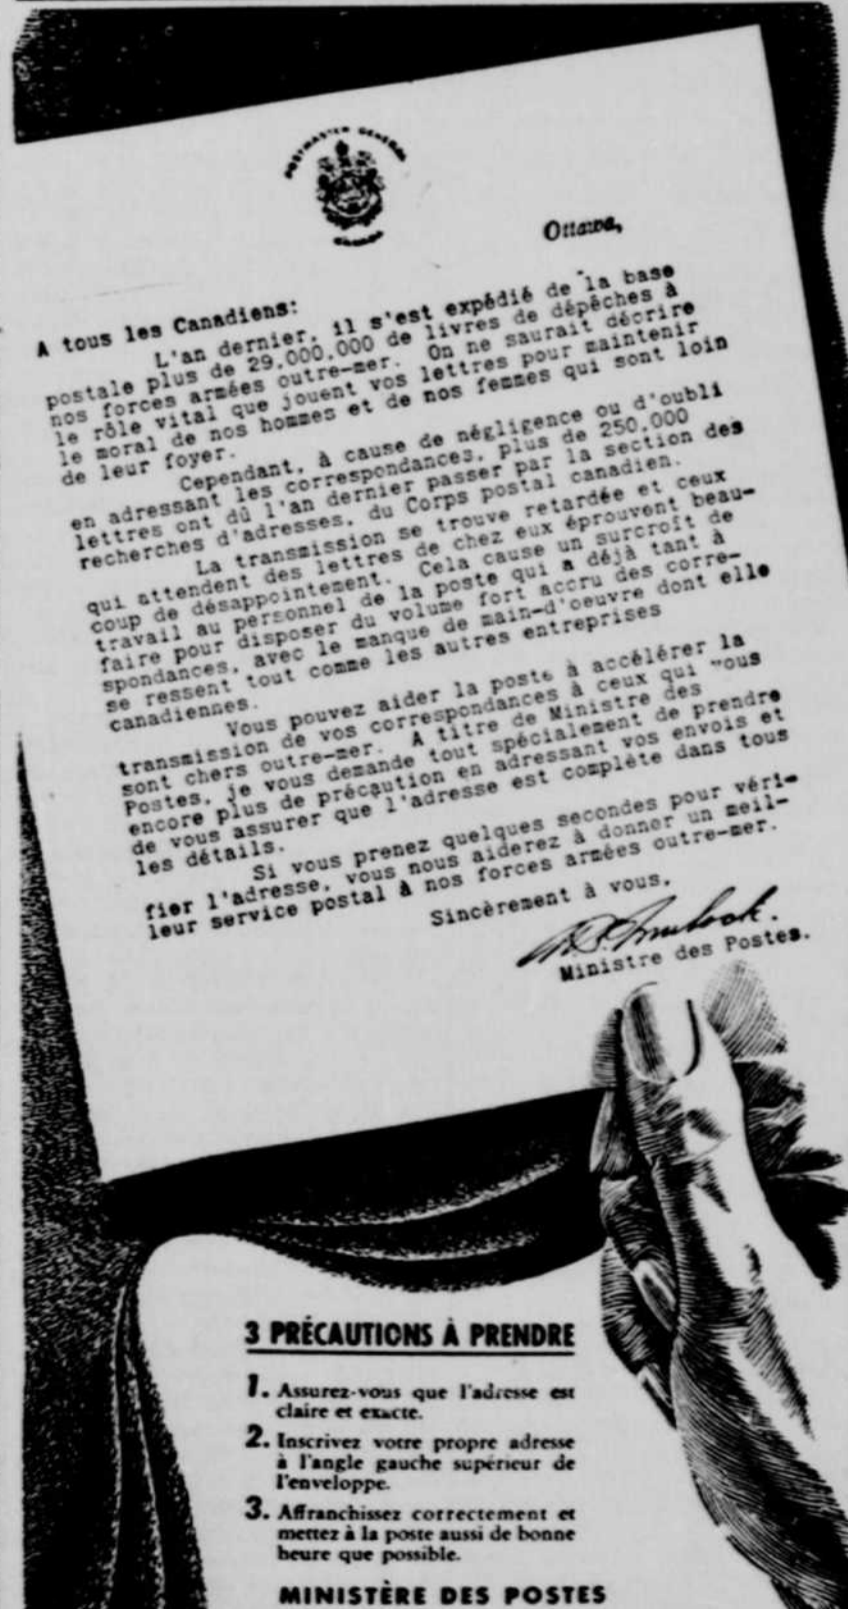 POSTMASTER GENERAL
CANADA
Ottawa,
A tous les Canadiens:
L'an dernier, il s'est expédié de la base
postale plus de 29,000,000 de livres de dépêches à
nos forces armées outre-mer. On ne saurait décrire
le rôle vital que jouent vos lettres pour maintenir
le moral de nos hommes et de nos femmes qui sont loin
de leur foyer.
Cependant, à cause de négligence ou d'oubli
en adressant les correspondances, plus de 250,000
lettres ont dû l'an dernier passer par la section des
recherches d'adresses, du Corps postal canadien.
La transmission se trouve retardée et ceux
qui attendent des lettres de chez eux éprouvent beau-
coup de désappointement. Cela cause un surcroît de
travail au personnel de la poste qui a déjà tant à
faire pour disposer du volume fort accru des corre-
spondances, avec le manque de main-d'oeuvre dont elle
se ressent tout comme les autres entreprises
canadiennes.
Vous pouvez aider la poste à accélérer la
transmission de vos correspondances à ceux qui vous
sont chers outre-mer. A titre de Ministre des
Postes, je vous demande tout spécialement de prendre
encore plus de précaution en adressant vos envois et
de vous assurer que l'adresse est complète dans tous
les détails.
Si vous prenez quelques secondes pour véri-
fier l'adresse, vous nous aiderez à donner un meil-
leur service postal à nos forces armées outre-mer.
Sincèrement à vous,
Ministre des Postes.
3 PRÉCAUTIONS À PRENDRE
1. Assurez-vous que l'adresse est
claire et exacte.
2. Inscrivez votre propre adresse
à l'angle gauche supérieur de
l'enveloppe.
3. Affranchissez correctement et
mettez à la poste aussi de bonne
heure que possible.
MINISTÈRE DES POSTES